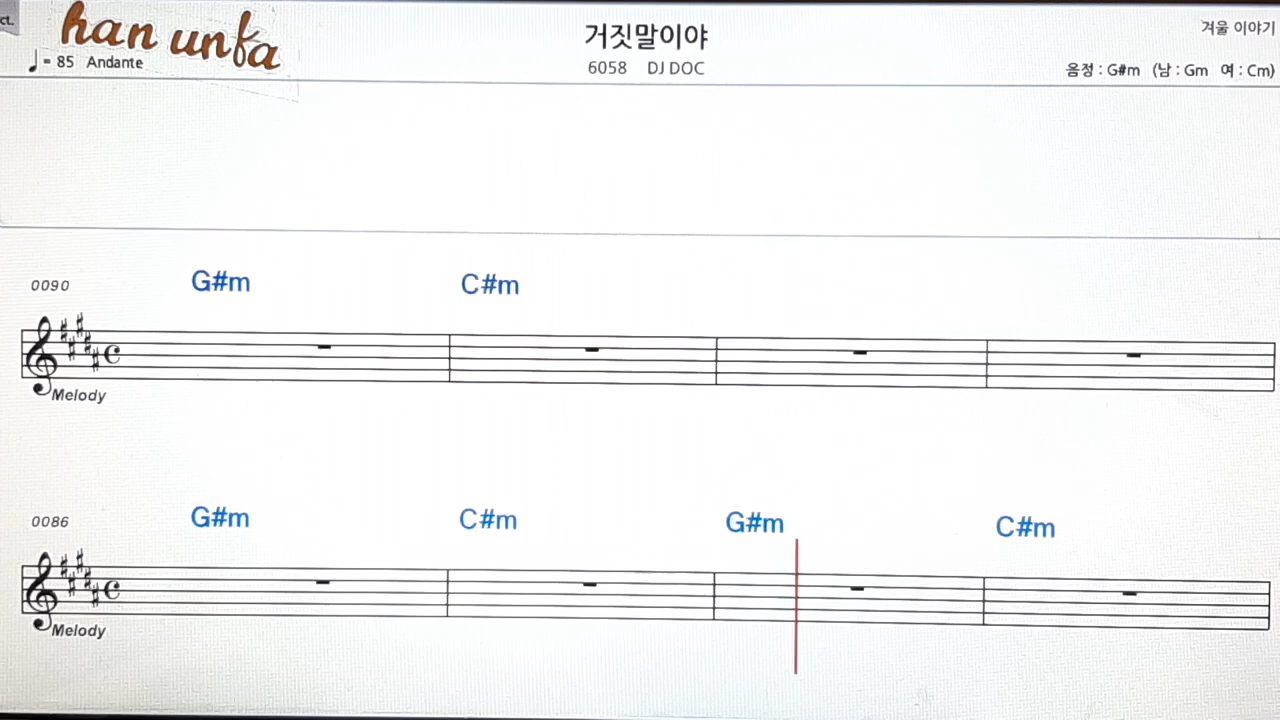 ct.
han unfa
♩= 85 Andante
거짓말이야
6058 DJ DOC
겨울 이야기
음정 : G#m (남 : Gm 여 : Cm)
0090
G#m C#m
Melody
0086
G#m C#m G#m C#m
Melody